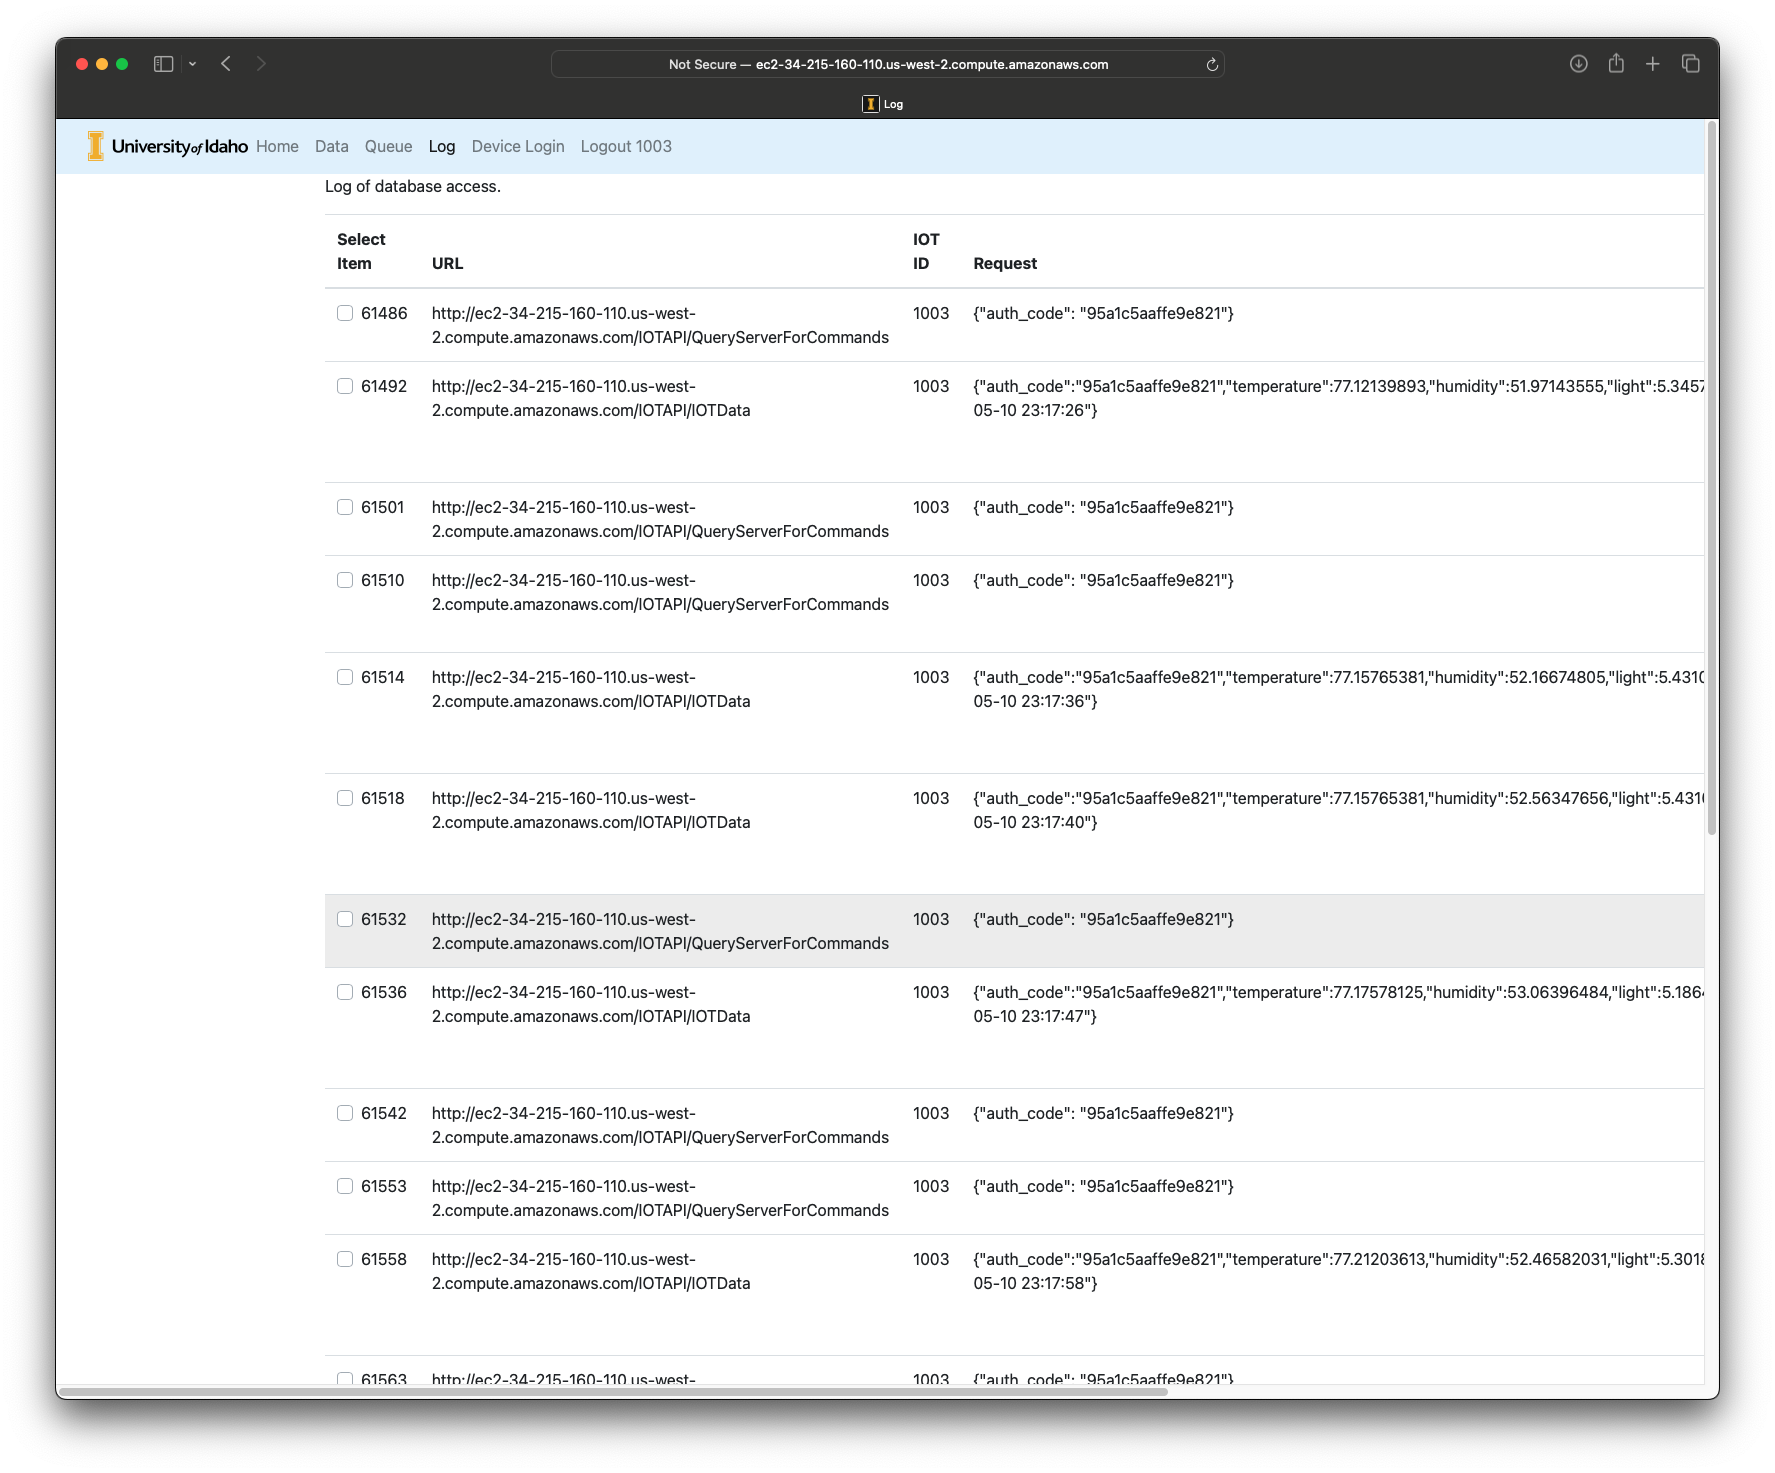 Not Secure — ec2-34-215-160-110.us-west-2.compute.amazonaws.com
Log
University of Idaho Home Data Queue Log Device Login Logout 1003
Log of database access.
Select Item URL IOT ID Request
61486 http://ec2-34-215-160-110.us-west- 1003 {"auth_code": "95a1c5aaffe9e821"}
2.compute.amazonaws.com/IOTAPI/QueryServerForCommands
61492 http://ec2-34-215-160-110.us-west- 1003 {"auth_code":"95a1c5aaffe9e821","temperature":77.12139893,"humidity":51.97143555,"light":5.3457
2.compute.amazonaws.com/IOTAPI/IOTData 05-10 23:17:26"}
61501 http://ec2-34-215-160-110.us-west- 1003 {"auth_code": "95a1c5aaffe9e821"}
2.compute.amazonaws.com/IOTAPI/QueryServerForCommands
61510 http://ec2-34-215-160-110.us-west- 1003 {"auth_code": "95a1c5aaffe9e821"}
2.compute.amazonaws.com/IOTAPI/QueryServerForCommands
61514 http://ec2-34-215-160-110.us-west- 1003 {"auth_code":"95a1c5aaffe9e821","temperature":77.15765381,"humidity":52.16674805,"light":5.4310
2.compute.amazonaws.com/IOTAPI/IOTData 05-10 23:17:36"}
61518 http://ec2-34-215-160-110.us-west- 1003 {"auth_code":"95a1c5aaffe9e821","temperature":77.15765381,"humidity":52.56347656,"light":5.431
2.compute.amazonaws.com/IOTAPI/IOTData 05-10 23:17:40"}
61532 http://ec2-34-215-160-110.us-west- 1003 {"auth_code": "95a1c5aaffe9e821"}
2.compute.amazonaws.com/IOTAPI/QueryServerForCommands
61536 http://ec2-34-215-160-110.us-west- 1003 {"auth_code":"95a1c5aaffe9e821","temperature":77.17578125,"humidity":53.06396484,"light":5.186
2.compute.amazonaws.com/IOTAPI/IOTData 05-10 23:17:47"}
61542 http://ec2-34-215-160-110.us-west- 1003 {"auth_code": "95a1c5aaffe9e821"}
2.compute.amazonaws.com/IOTAPI/QueryServerForCommands
61553 http://ec2-34-215-160-110.us-west- 1003 {"auth_code": "95a1c5aaffe9e821"}
2.compute.amazonaws.com/IOTAPI/QueryServerForCommands
61558 http://ec2-34-215-160-110.us-west- 1003 {"auth_code":"95a1c5aaffe9e821","temperature":77.21203613,"humidity":52.46582031,"light":5.3018
2.compute.amazonaws.com/IOTAPI/IOTData 05-10 23:17:58"}
61563 http://ec2-34-215-160-110.us-west- 1003 {"auth_code": "95a1c5aaffe9e821"}